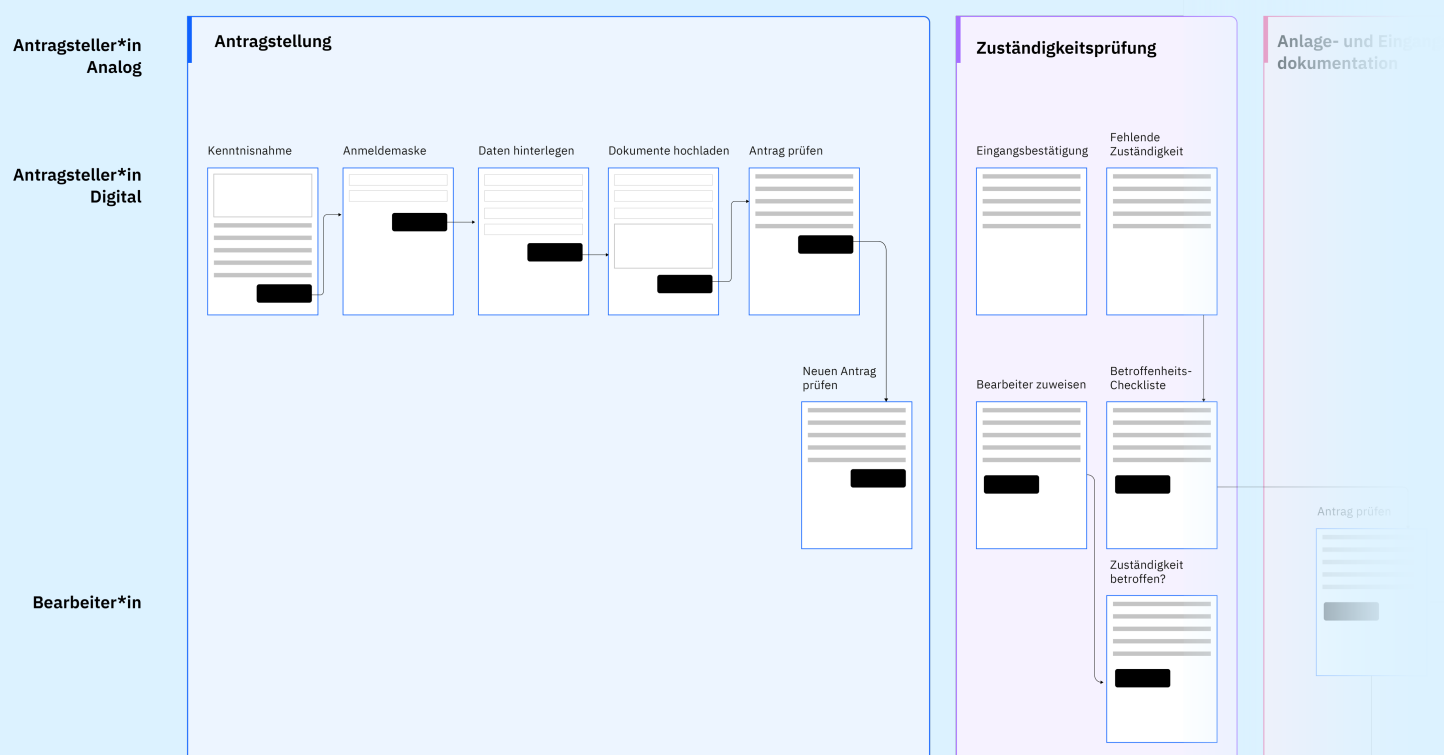 Antragsteller*in
Analog
Antragstellung
Zuständigkeitsprüfung
Anlage- und
dokumentation
Antragsteller*in
Digital
Kenntnisnahme
Anmeldemaske
Daten hinterlegen
Dokumente hochladen
Antrag prüfen
Eingangsbestätigung
Fehlende
Zuständigkeit
Neuen Antrag
prüfen
Bearbeiter zuweisen
Betroffenheits-
Checkliste
Antrag prüfen
Zuständigkeit
betroffen?
Bearbeiter*in